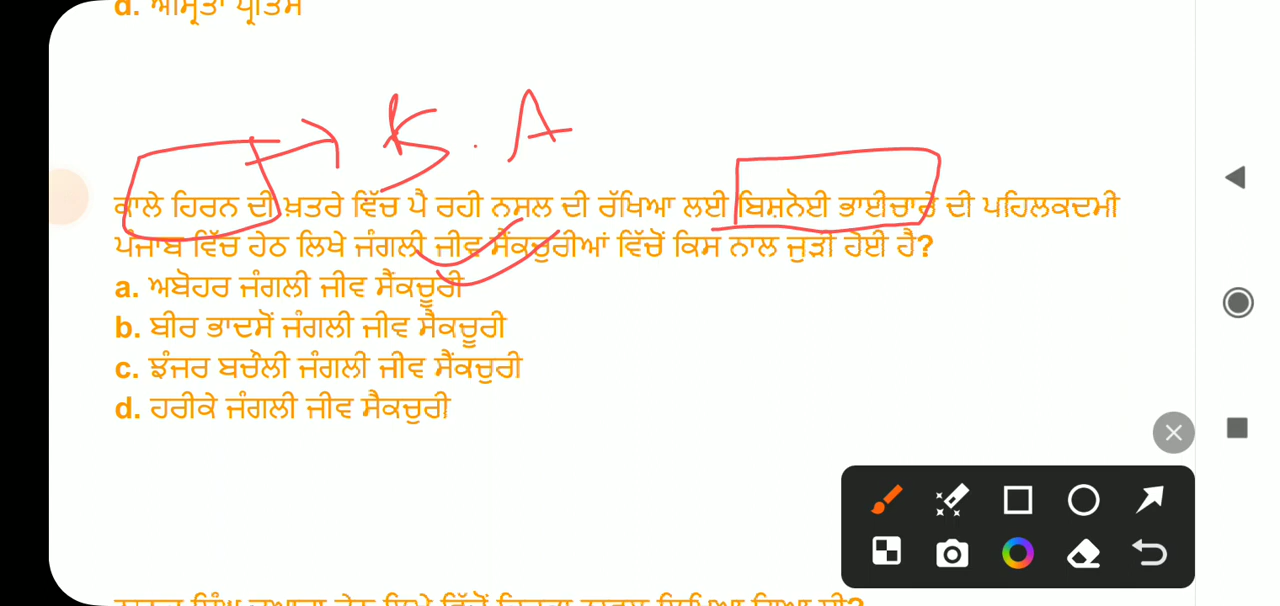 d. ਅੰਮ੍ਰਿਤਾ ਪ੍ਰੀਤਮ
K. A
ਕਾਲੇ ਹਿਰਨ ਦੀ ਖ਼ਤਰੇ ਵਿੱਚ ਪੈ ਰਹੀ ਨਸਲ ਦੀ ਰੱਖਿਆ ਲਈ ਬਿਸ਼ਨੋਈ ਭਾਈਚਾਰੇ ਦੀ ਪਹਿਲਕਦਮੀ
ਪੰਜਾਬ ਵਿੱਚ ਹੇਠ ਲਿਖੇ ਜੰਗਲੀ ਜੀਵ ਸੈਂਕਚੁਰੀਆਂ ਵਿੱਚੋਂ ਕਿਸ ਨਾਲ ਜੁੜੀ ਹੋਈ ਹੈ?
a. ਅਬੋਹਰ ਜੰਗਲੀ ਜੀਵ ਸੈਂਕਚੂਰੀ
b. ਬੀਰ ਭਾਦਸੋਂ ਜੰਗਲੀ ਜੀਵ ਸੈਕਚੂਰੀ
c. ਝੰਜਰ ਬਚੌਲੀ ਜੰਗਲੀ ਜੀਵ ਸੈਂਕਚੁਰੀ
d. ਹਰੀਕੇ ਜੰਗਲੀ ਜੀਵ ਸੈਕਚੁਰੀ